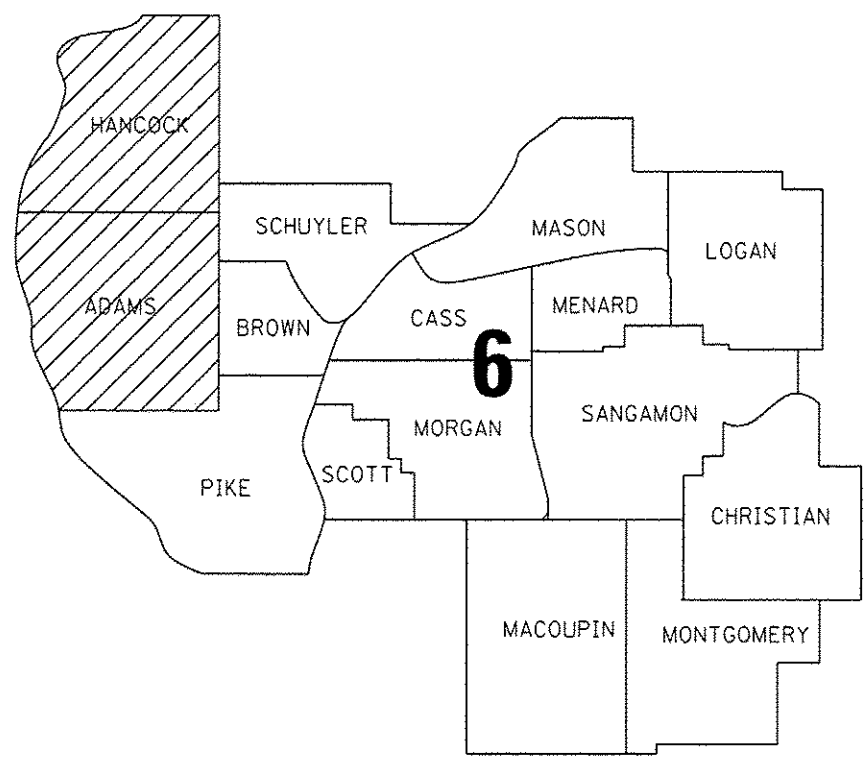 HANCOCK
SCHUYLER
MASON
LOGAN
ADAMS
BROWN
CASS
MENARD
6
MORGAN
SANGAMON
PIKE
SCOTT
CHRISTIAN
MACOUPIN
MONTGOMERY